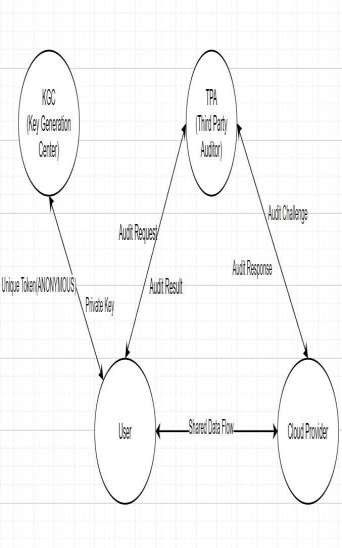 KGC
(Key Generation
Center)
TPA
(Third Party
Auditor)
Audit Challenge
Audit Request
Audit Response
Unique Token(ANONYMOUS)
Audit Result
Private Key
User
Shared Data Flow
Cloud Provider